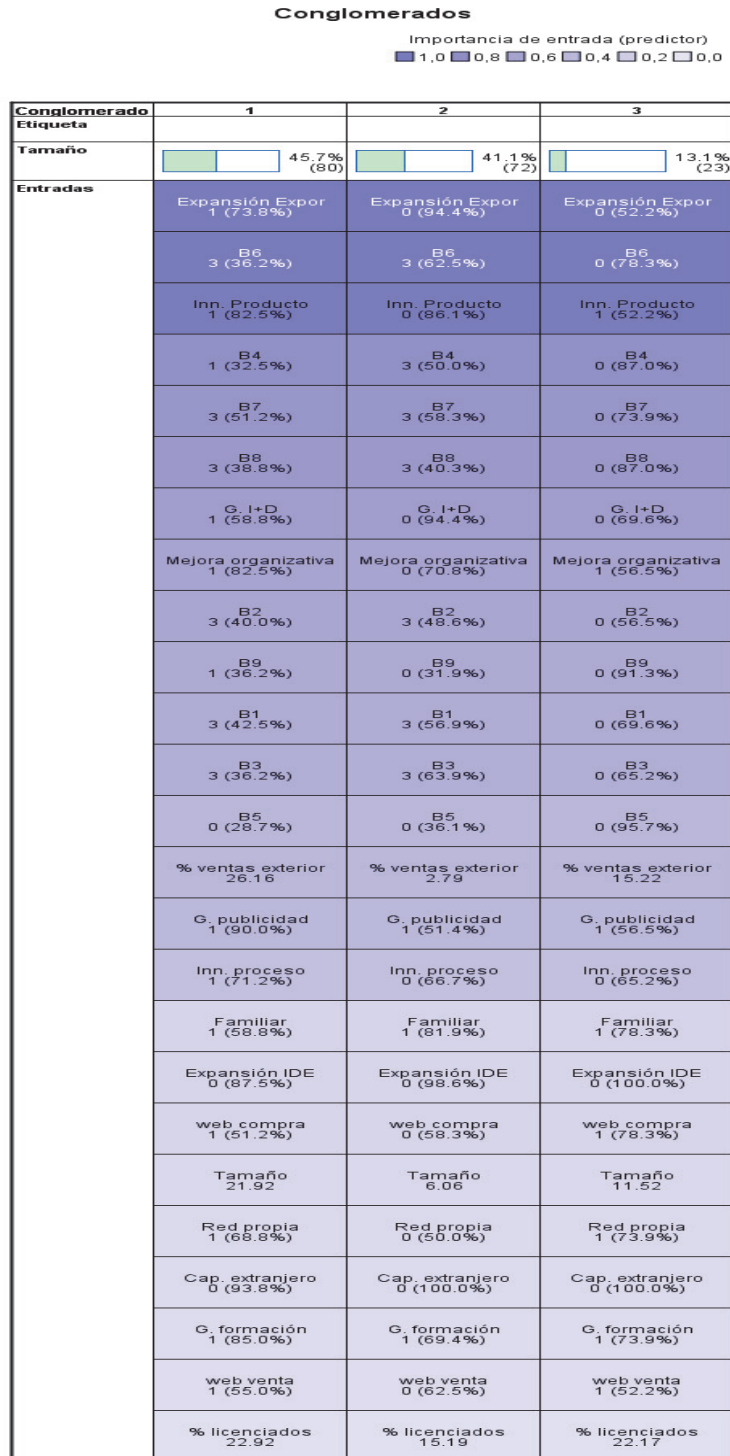 Conglomerados
Importancia de entrada (predictor)
1,0 0,8 0,6 0,4 0,2 0,0
Conglomerado 1 2 3
Etiqueta
Tamaño 45.7% 41.1% 13.1%
(80) (72) (23)
Entradas
Expansión Expor Expansión Expor Expansión Expor
1 (73.8%) 0 (94.4%) 0 (52.2%)
B6 B6 B6
3 (36.2%) 3 (62.5%) 0 (78.3%)
Inn. Producto Inn. Producto Inn. Producto
1 (82.5%) 0 (86.1%) 1 (52.2%)
B4 B4 B4
1 (32.5%) 3 (50.0%) 0 (87.0%)
B7 B7 B7
3 (51.2%) 3 (58.3%) 0 (73.9%)
B8 B8 B8
3 (38.8%) 3 (40.3%) 0 (87.0%)
G. I+D G. I+D G. I+D
1 (58.8%) 0 (94.4%) 0 (69.6%)
Mejora organizativa Mejora organizativa Mejora organizativa
1 (82.5%) 0 (70.8%) 1 (56.5%)
B2 B2 B2
3 (40.0%) 3 (48.6%) 0 (56.5%)
B9 B9 B9
1 (36.2%) 0 (31.9%) 0 (91.3%)
B1 B1 B1
3 (42.5%) 3 (56.9%) 0 (69.6%)
B3 B3 B3
3 (36.2%) 3 (63.9%) 0 (65.2%)
B5 B5 B5
0 (28.7%) 0 (36.1%) 0 (95.7%)
% ventas exterior % ventas exterior % ventas exterior
26.16 2.79 15.22
G. publicidad G. publicidad G. publicidad
1 (90.0%) 1 (51.4%) 1 (56.5%)
Inn. proceso Inn. proceso Inn. proceso
1 (71.2%) 0 (66.7%) 0 (65.2%)
Familiar Familiar Familiar
1 (58.8%) 1 (81.9%) 1 (78.3%)
Expansión IDE Expansión IDE Expansión IDE
0 (87.5%) 0 (98.6%) 0 (100.0%)
web compra web compra web compra
1 (51.2%) 0 (58.3%) 1 (78.3%)
Tamaño Tamaño Tamaño
21.92 6.06 11.52
Red propia Red propia Red propia
1 (68.8%) 0 (50.0%) 1 (73.9%)
Cap. extranjero Cap. extranjero Cap. extranjero
0 (93.8%) 0 (100.0%) 0 (100.0%)
G. formación G. formación G. formación
1 (85.0%) 1 (69.4%) 1 (73.9%)
web venta web venta web venta
1 (55.0%) 0 (62.5%) 1 (52.2%)
% licenciados % licenciados % licenciados
22.92 15.19 22.17